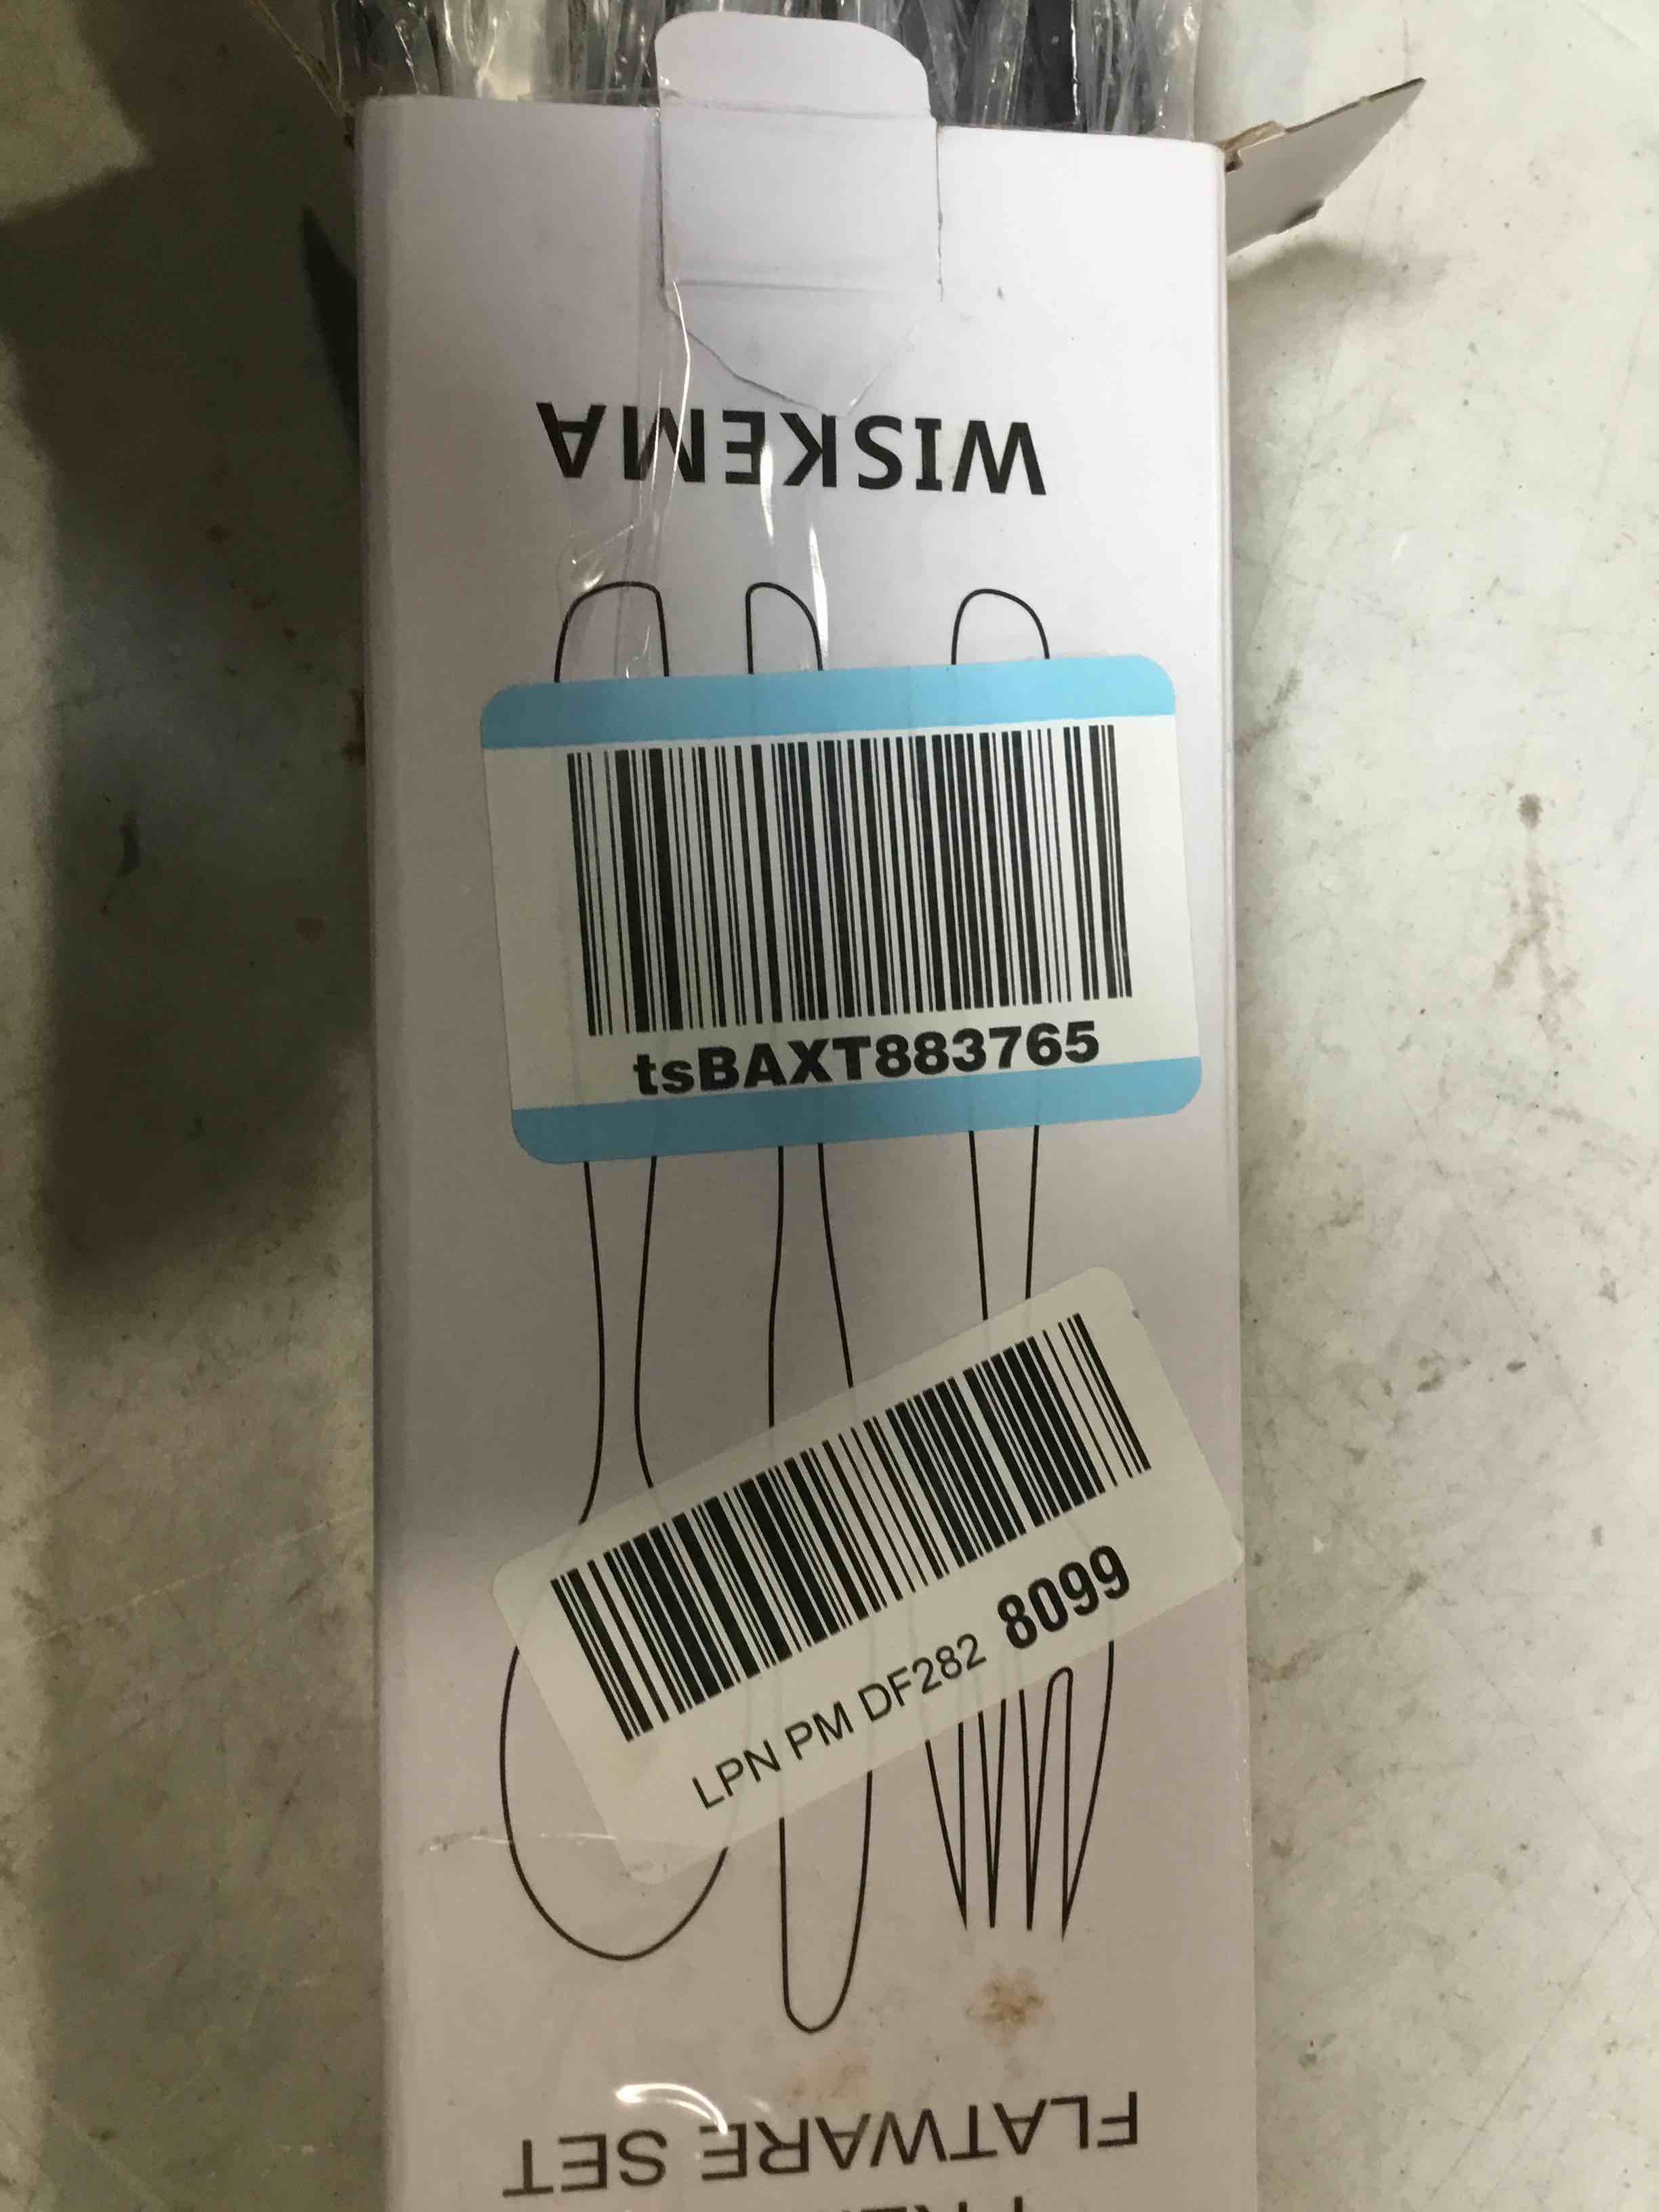 WISKEMA
tsBAXT883765
LPN PM DF282 8099
FLATWARE SET